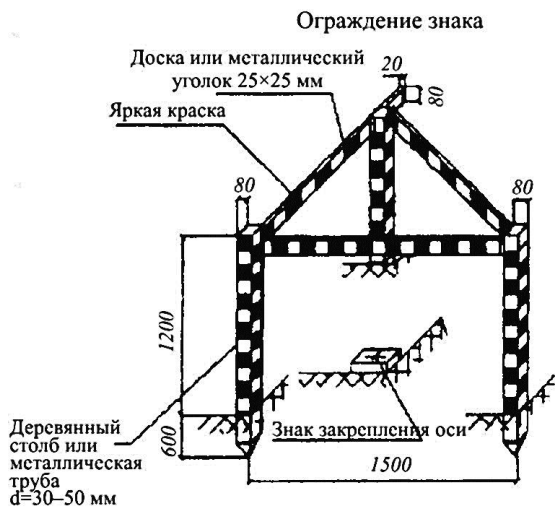 Ограждение знака
Доска или металлический
уголок 25×25 мм
Яркая краска
20
80
80
80
1200
600
Знак закрепления оси
Деревянный
столб или
металлическая
труба
d=30–50 мм
1500